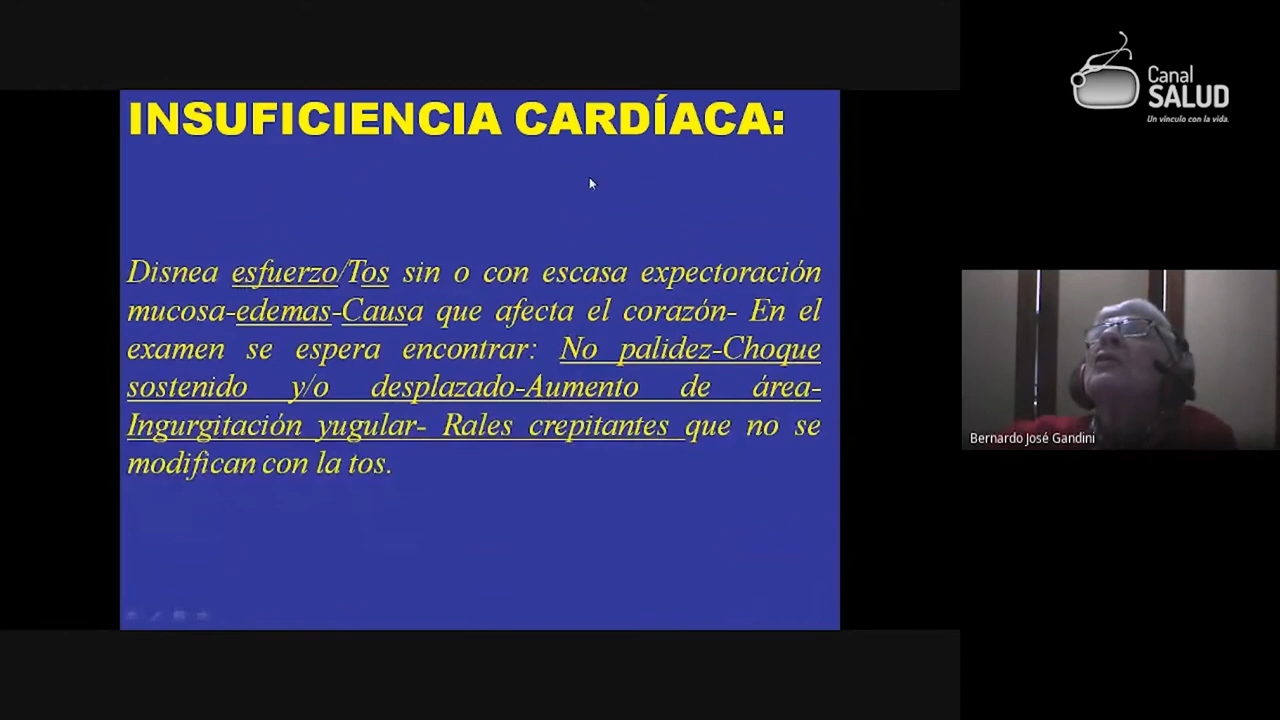 INSUFICIENCIA CARDÍACA:
Disnea esfuerzo/Tos sin o con escasa expectoración
mucosa-edemas-Causa que afecta el corazón- En el
examen se espera encontrar: No palidez-Choque
sostenido y/o desplazado-Aumento de área-
Ingurgitación yugular- Rales crepitantes que no se
modifican con la tos.
Canal
SALUD
Un vínculo con la vida.
Bernardo José Gandini